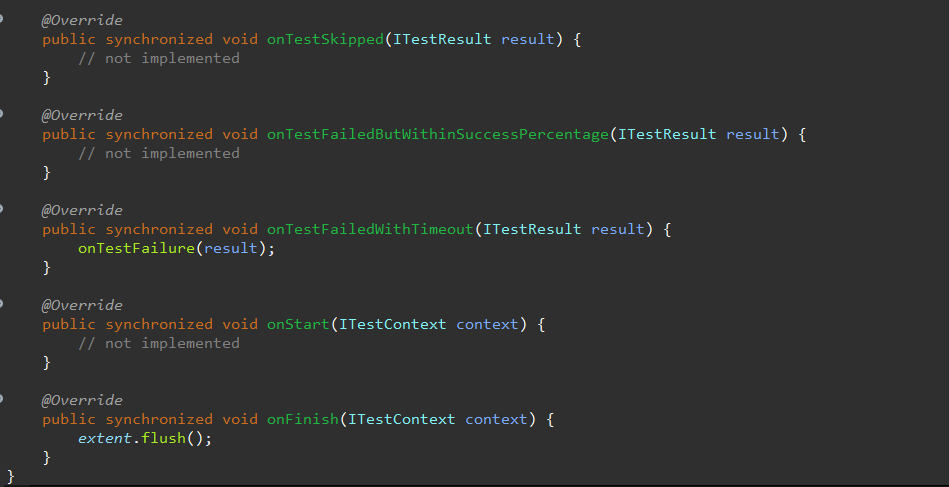 @Override
public synchronized void onTestSkipped(ITestResult result) {
// not implemented
}
@Override
public synchronized void onTestFailedButWithinSuccessPercentage(ITestResult result) {
// not implemented
}
@Override
public synchronized void onTestFailedWithTimeout(ITestResult result) {
onTestFailure(result);
}
@Override
public synchronized void onStart(ITestContext context) {
// not implemented
}
@Override
public synchronized void onFinish(ITestContext context) {
extent.flush();
}
}